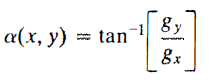 α(x, y) = tan⁻¹[g_y / g_x]